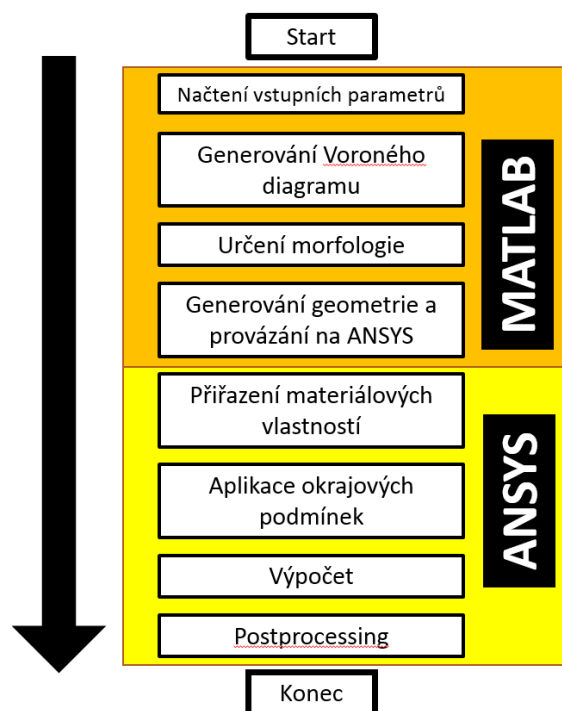 Start
Načtení vstupních parametrů
Generování Voroného
diagramu
Určení morfologie
Generování geometrie a
provázání na ANSYS
MATLAB
Přiřazení materiálových
vlastností
Aplikace okrajových
podmínek
Výpočet
Postprocessing
ANSYS
Konec